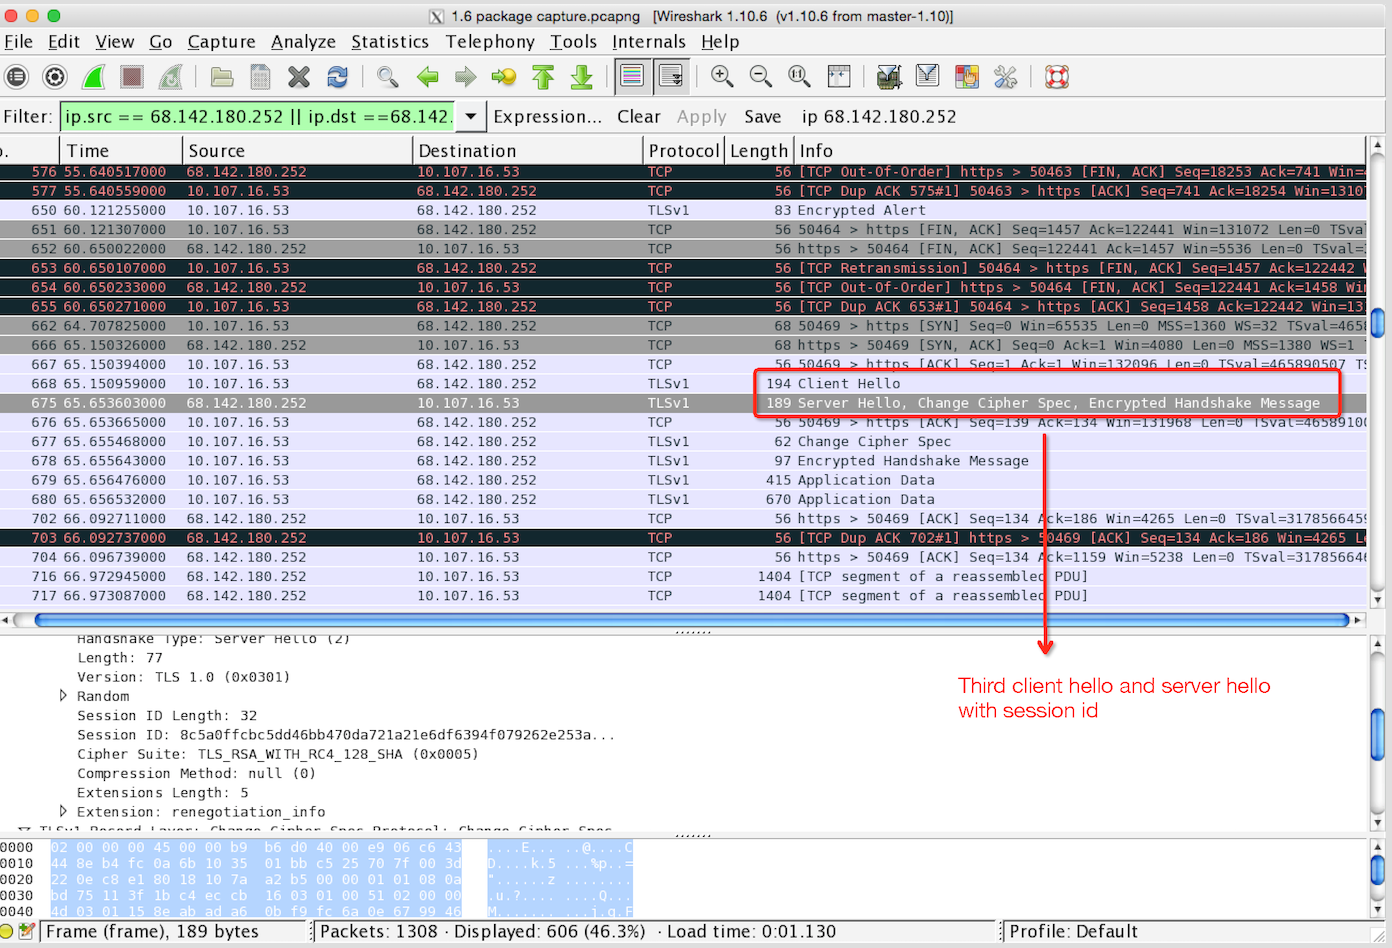 1.6 package capture.pcapng [Wireshark 1.10.6 (v1.10.6 from master-1.10)]
File Edit View Go Capture Analyze Statistics Telephony Tools Internals Help
Filter: ip.src == 68.142.180.252 || ip.dst ==68.142. Expression... Clear Apply Save ip 68.142.180.252
o. Time Source Destination Protocol Length Info
576 55.640517000 68.142.180.252 10.107.16.53 TCP 56 [TCP Out-Of-Order] https > 50463 [FIN, ACK] Seq=18253 Ack=741 Win=
577 55.640559000 10.107.16.53 68.142.180.252 TCP 56 [TCP Dup ACK 575#1] 50463 > https [ACK] Seq=741 Ack=18254 Win=1310
650 60.121255000 10.107.16.53 68.142.180.252 TLSv1 83 Encrypted Alert
651 60.121307000 10.107.16.53 68.142.180.252 TCP 56 50464 > https [FIN, ACK] Seq=1457 Ack=122441 Win=131072 Len=0 TSva
652 60.650022000 68.142.180.252 10.107.16.53 TCP 56 https > 50464 [FIN, ACK] Seq=122441 Ack=1457 Win=5536 Len=0 TSval=
653 60.650107000 10.107.16.53 68.142.180.252 TCP 56 [TCP Retransmission] 50464 > https [FIN, ACK] Seq=1457 Ack=122442
654 60.650233000 68.142.180.252 10.107.16.53 TCP 56 [TCP Out-Of-Order] https > 50464 [FIN, ACK] Seq=122441 Ack=1458 Wi
655 60.650271000 10.107.16.53 68.142.180.252 TCP 56 [TCP Dup ACK 653#1] 50464 > https [ACK] Seq=1458 Ack=122442 Win=13
662 64.707825000 10.107.16.53 68.142.180.252 TCP 68 50469 > https [SYN] Seq=0 Win=65535 Len=0 MSS=1360 WS=32 TSval=465
666 65.150326000 68.142.180.252 10.107.16.53 TCP 68 https > 50469 [SYN, ACK] Seq=0 Ack=1 Win=4080 Len=0 MSS=1380 WS=1
667 65.150394000 10.107.16.53 68.142.180.252 TCP 56 50469 > https [ACK] Seq=1 Ack=1 Win=132096 Len=0 TSval=465890507 TS
668 65.150959000 10.107.16.53 68.142.180.252 TLSv1 194 Client Hello
675 65.653603000 68.142.180.252 10.107.16.53 TLSv1 189 Server Hello, Change Cipher Spec, Encrypted Handshake Message
676 65.653665000 10.107.16.53 68.142.180.252 TCP 56 50469 > https [ACK] Seq=139 Ack=134 Win=131968 Len=0 TSval=46589100
677 65.655468000 10.107.16.53 68.142.180.252 TLSv1 62 Change Cipher Spec
678 65.655643000 10.107.16.53 68.142.180.252 TLSv1 97 Encrypted Handshake Message
679 65.656476000 10.107.16.53 68.142.180.252 TLSv1 415 Application Data
680 65.656532000 10.107.16.53 68.142.180.252 TLSv1 670 Application Data
702 66.092711000 68.142.180.252 10.107.16.53 TCP 56 https > 50469 [ACK] Seq=134 Ack=186 Win=4265 Len=0 TSval=317856645
703 66.092737000 68.142.180.252 10.107.16.53 TCP 56 [TCP Dup ACK 702#1] https > 50469 [ACK] Seq=134 Ack=186 Win=4265 L
704 66.096739000 68.142.180.252 10.107.16.53 TCP 56 https > 50469 [ACK] Seq=134 Ack=1159 Win=5238 Len=0 TSval=31785664
716 66.972945000 68.142.180.252 10.107.16.53 TCP 1404 [TCP segment of a reassembled PDU]
717 66.973087000 68.142.180.252 10.107.16.53 TCP 1404 [TCP segment of a reassembled PDU]
Handshake Type: Server Hello (2)
Length: 77
Version: TLS 1.0 (0x0301)
Random
Session ID Length: 32
Session ID: 8c5a0ffcbc5dd46bb470da721a21e6df6394f079262e253a...
Cipher Suite: TLS_RSA_WITH_RC4_128_SHA (0x0005)
Compression Method: null (0)
Extensions Length: 5
Extension: renegotiation_info
TLSv1 Record Layer: Change Cipher Spec Protocol: Change Cipher Spec
Third client hello and server hello
with session id
0000 02 00 00 00 45 00 00 b9 b6 d0 40 00 e9 06 c6 43 ....E... ..@....C
0010 44 8e b4 fc 0a 6b 10 35 01 bb c5 25 70 7f 00 3d D....k.5 ...%p..=
0020 22 0e c8 e1 80 18 10 7a a2 b5 00 00 01 01 08 0a "......z ........
0030 bd 75 11 3f 1b c4 ec cb 16 03 01 00 51 02 00 00 .u.?.... ....Q...
0040 4d 03 01 15 8e ab ad a6 0b f9 fc 6a 0e 67 99 46 M....... ...j.g.F
Frame (frame), 189 bytes Packets: 1308 · Displayed: 606 (46.3%) · Load time: 0:01.130 Profile: Default